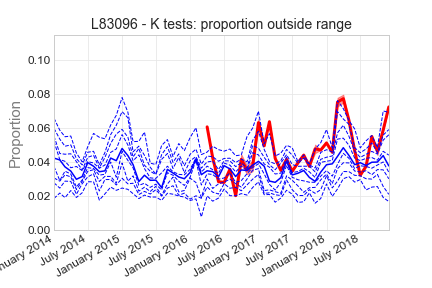 L83096 - K tests: proportion outside range
Proportion
0.10
0.08
0.06
0.04
0.02
0.00
nuary 2014
July 2014
January 2015
July 2015
January 2016
July 2016
January 2017
July 2017
January 2018
July 2018